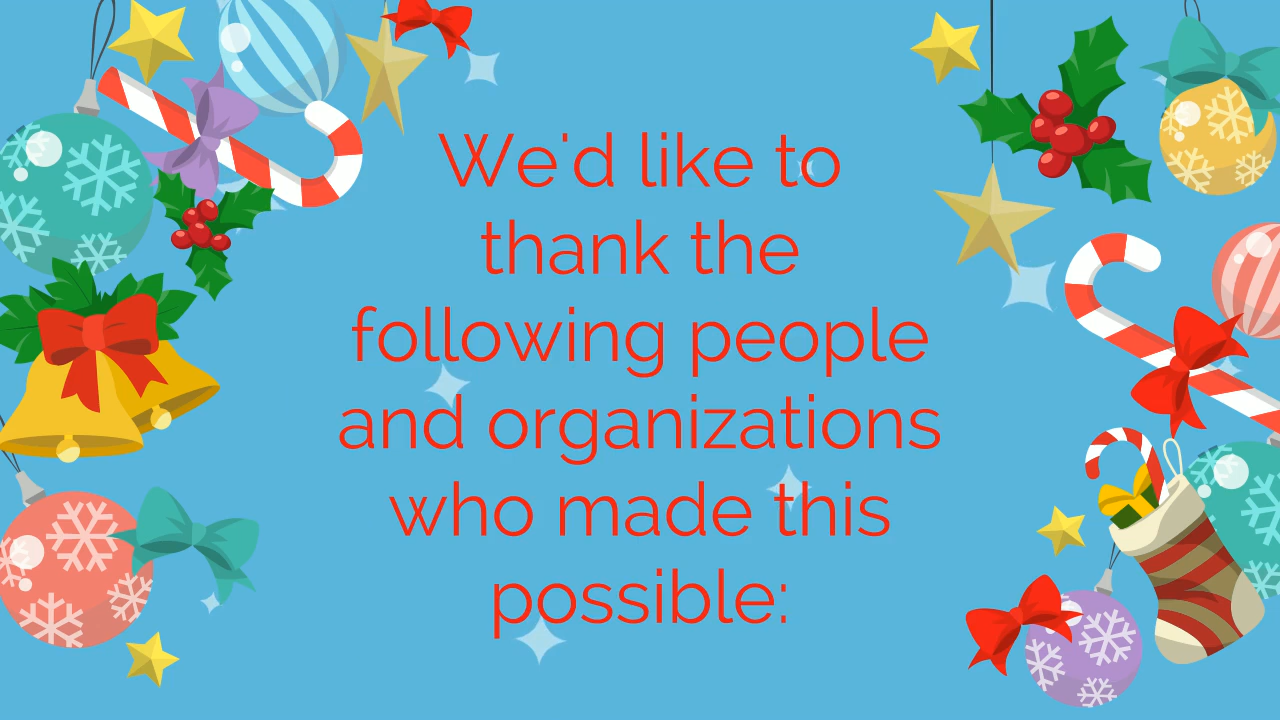 We'd like to
thank the
following people
and organizations
who made this
possible: